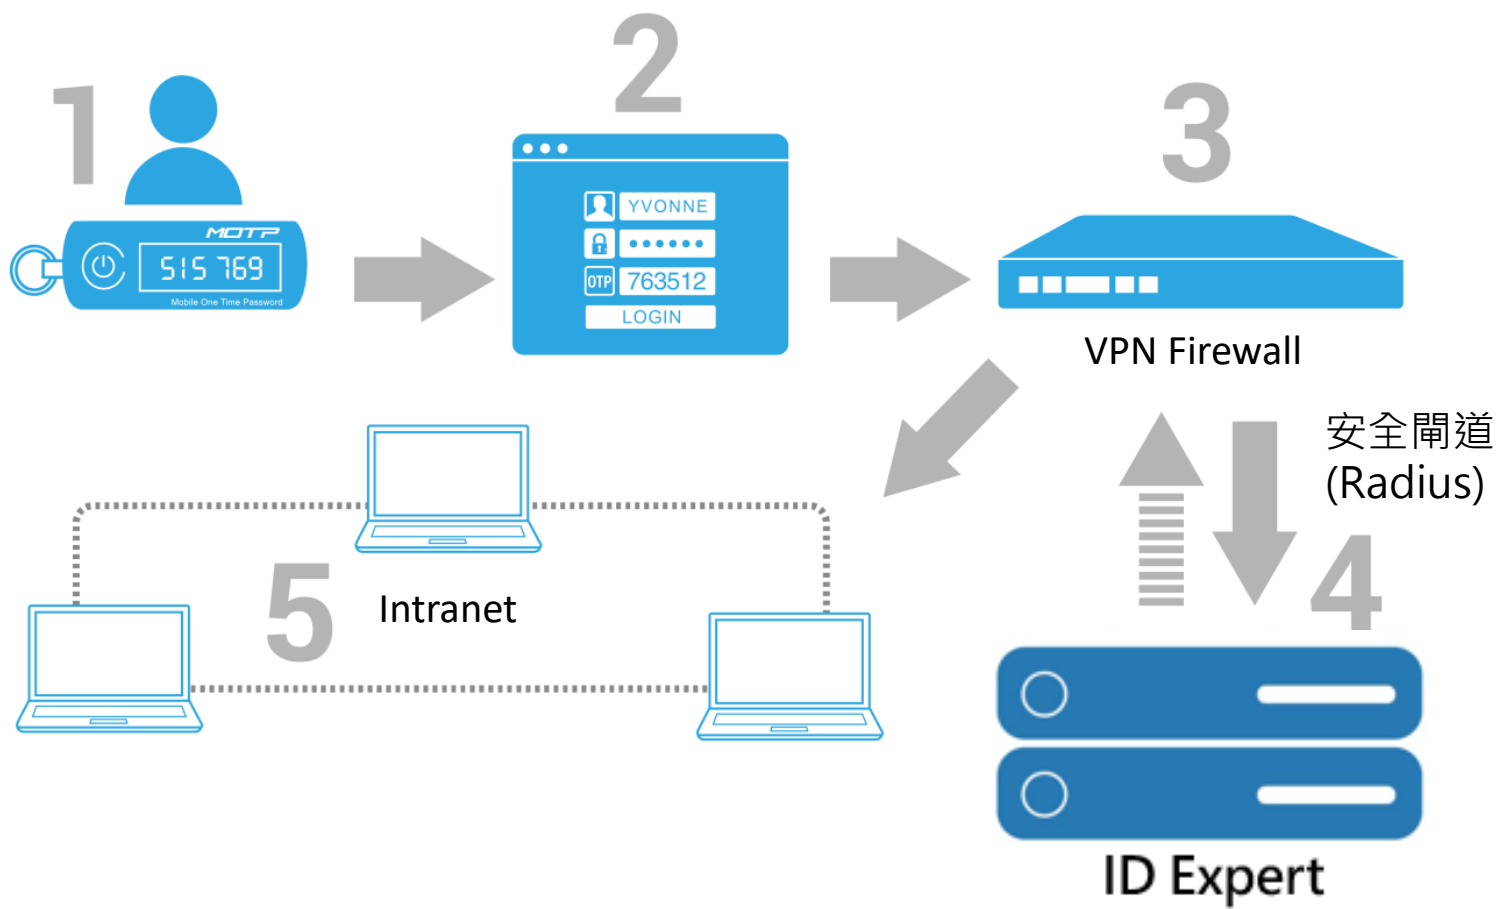 1
MOTP
515 769
Mobile One Time Password
2
YVONNE
OTP 763512
LOGIN
3
VPN Firewall
安全閘道
(Radius)
4
ID Expert
5
Intranet